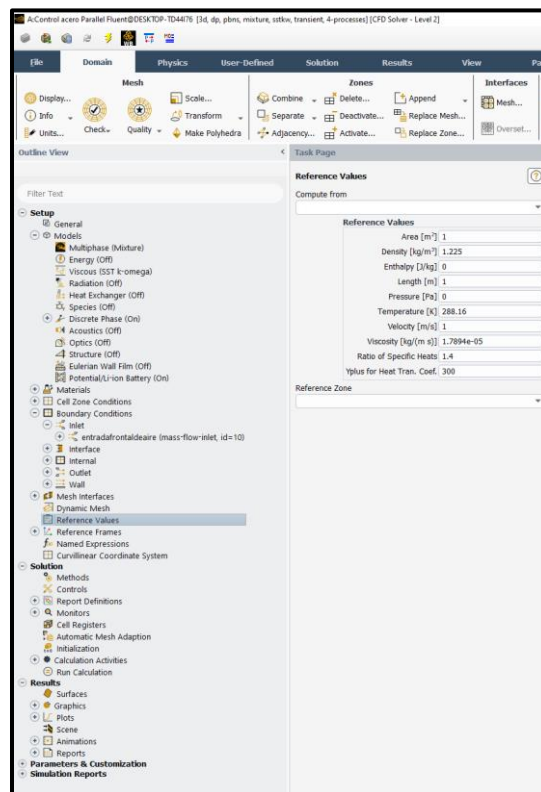 A:Control acero Parallel Fluent@DESKTOP-TD44I76 [3d, dp, pbns, mixture, sstkw, transient, 4-processes] [CFD Solver - Level 2]
File Domain Physics User-Defined Solution Results View Pa
Mesh Zones Interfaces
Display... Scale... Combine Delete... Append Mesh...
Info Transform Separate Deactivate... Replace Mesh...
Units... Check Quality Make Polyhedra Adjacency... Activate... Replace Zone... Overset...
Outline View < Task Page
Filter Text
Setup
General
Models
Multiphase (Mixture)
Energy (Off)
Viscous (SST k-omega)
Radiation (Off)
Heat Exchanger (Off)
Species (Off)
Discrete Phase (On)
Acoustics (Off)
Optics (Off)
Structure (Off)
Eulerian Wall Film (Off)
Potential/Li-ion Battery (On)
Materials
Cell Zone Conditions
Boundary Conditions
Inlet
entradafrontaldeaire (mass-flow-inlet, id=10)
Interface
Internal
Outlet
Wall
Mesh Interfaces
Dynamic Mesh
Reference Values
Reference Frames
Named Expressions
Curvilinear Coordinate System
Solution
Methods
Controls
Report Definitions
Monitors
Cell Registers
Automatic Mesh Adaption
Initialization
Calculation Activities
Run Calculation
Results
Surfaces
Graphics
Plots
Scene
Animations
Reports
Parameters & Customization
Simulation Reports
Reference Values
Compute from
Reference Values
Area [m²] 1
Density [kg/m³] 1.225
Enthalpy [J/kg] 0
Length [m] 1
Pressure [Pa] 0
Temperature [K] 288.16
Velocity [m/s] 1
Viscosity [kg/(m s)] 1.7894e-05
Ratio of Specific Heats 1.4
Yplus for Heat Tran. Coef. 300
Reference Zone